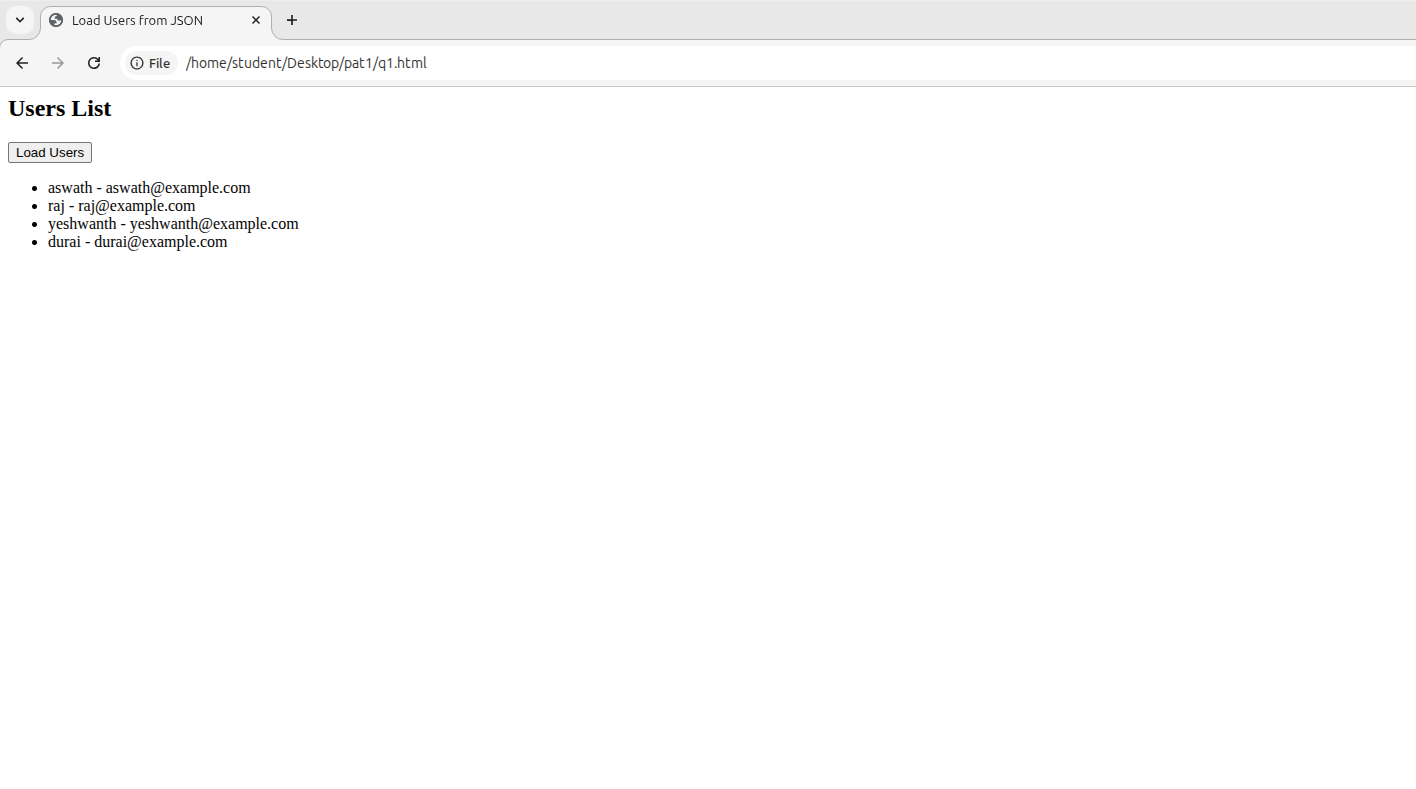 Load Users from JSON
File /home/student/Desktop/pat1/q1.html
Users List
Load Users
aswath - aswath@example.com
raj - raj@example.com
yeshwanth - yeshwanth@example.com
durai - durai@example.com